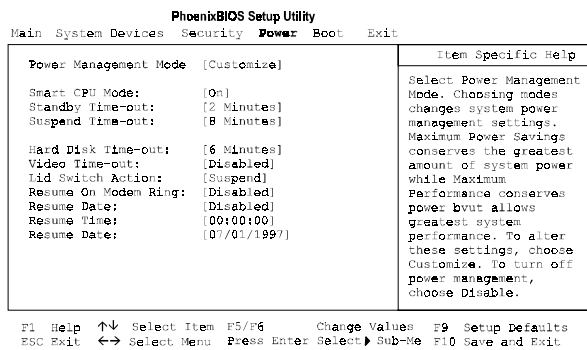 PhoenixBIOS Setup Utility
Main System Devices Security Power Boot Exit
Power Management Mode [Customize]
Smart CPU Mode: [On]
Standby Time-out: [2 Minutes]
Suspend Time-out: [8 Minutes]
Hard Disk Time-out: [6 Minutes]
Video Time-out: [Disabled]
Lid Switch Action: [Suspend]
Resume On Modem Ring: [Disabled]
Resume Date: [Disabled]
Resume Time: [00:00:00]
Resume Date: [07/01/1997]
Item Specific Help
Select Power Management
Mode. Choosing modes
changes system power
management settings.
Maximum Power Savings
conserves the greatest
amount of system power
while Maximum
Performance conserves
power bvut allows
greatest system
performance. To alter
these settings, choose
Customize. To turn off
power management,
choose Disable.
F1 Help ↑↓ Select Item F5/F6 Change Values F9 Setup Defaults
ESC Exit ←→ Select Menu Press Enter Select ▶ Sub-Me F10 Save and Exit